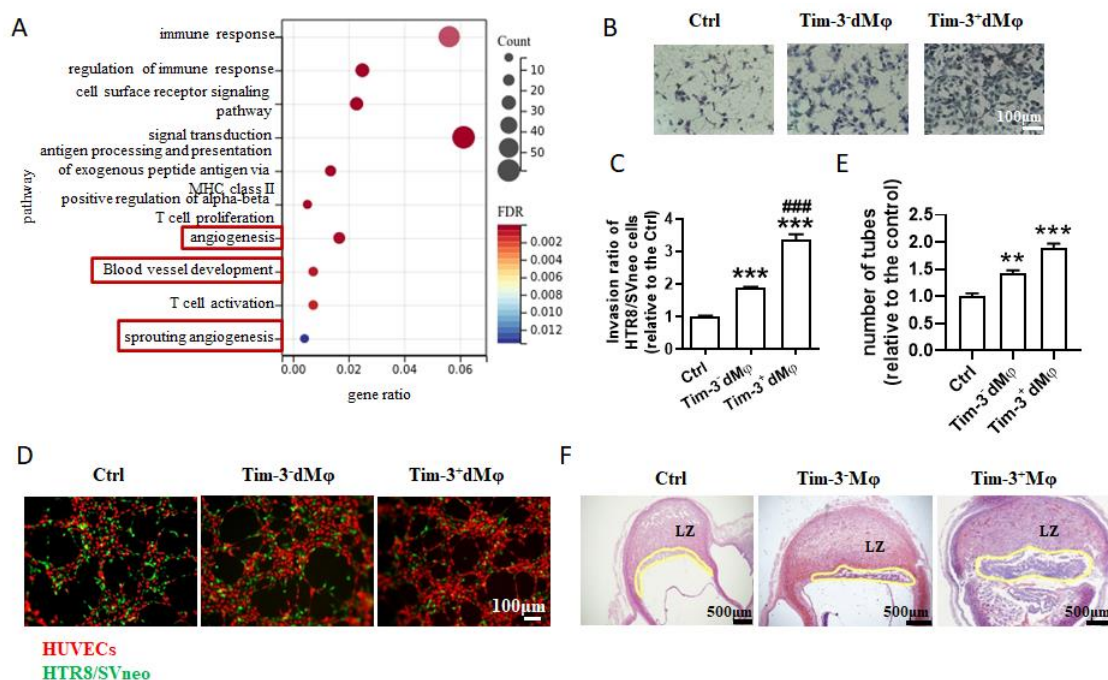 A
immune response
regulation of immune response
cell surface receptor signaling
pathway
signal transduction
antigen processing and presentation
of exogenous peptide antigen via
MHC class II
positive regulation of alpha-beta
T cell proliferation
angiogenesis
Blood vessel development
T cell activation
sprouting angiogenesis
pathway
0.00 0.02 0.04 0.06
gene ratio
Count
10
20
30
40
50
FDR
0.002
0.004
0.006
0.008
0.010
0.012
B
Ctrl Tim-3⁻dMφ Tim-3⁺dMφ
100μm
C
Invasion ratio of
HTR8/SVneo cells
(relative to the Ctrl)
4
3
2
1
0
***
###
***
Ctrl
Tim-3⁻dMφ
Tim-3⁺dMφ
E
number of tubes
(relative to the control)
2.5
2.0
1.5
1.0
0.5
0.0
**
***
Ctrl
Tim-3⁻dMφ
Tim-3⁺dMφ
D
Ctrl Tim-3⁻dMφ Tim-3⁺dMφ
100μm
HUVECs
HTR8/SVneo
F
Ctrl Tim-3⁻Mφ Tim-3⁺Mφ
LZ LZ LZ
500μm 500μm 500μm